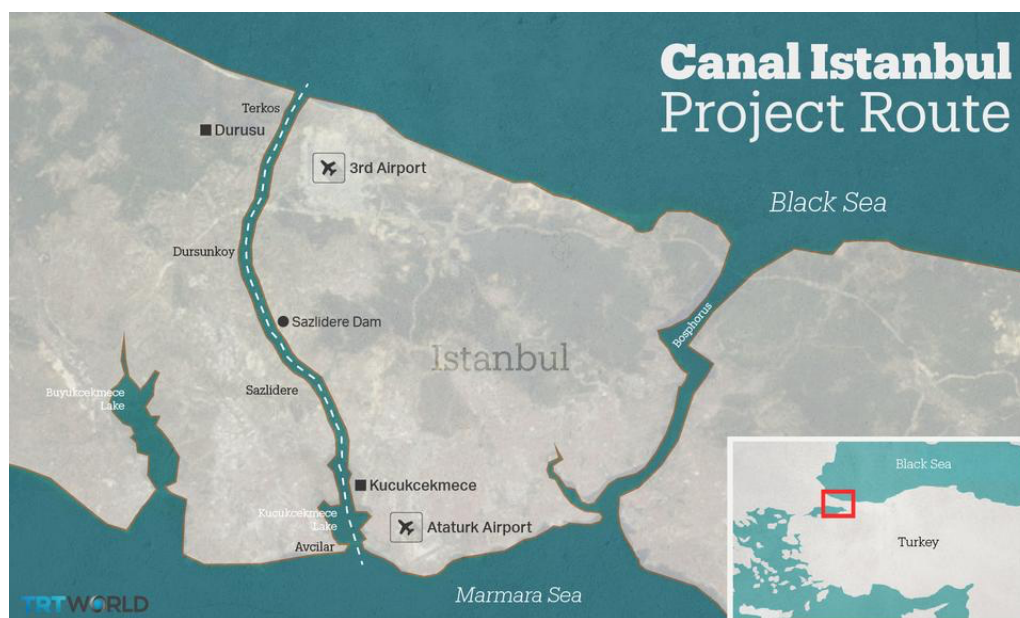 Canal Istanbul
Project Route
Terkos
Durusu
3rd Airport
Black Sea
Dursunkoy
Sazlidere Dam
Bosphorus
Istanbul
Sazlidere
Buyukcekmece
Lake
Kucukcekmece
Kucukcekmece
Lake
Ataturk Airport
Avcilar
Marmara Sea
Black Sea
Turkey
TRTWORLD